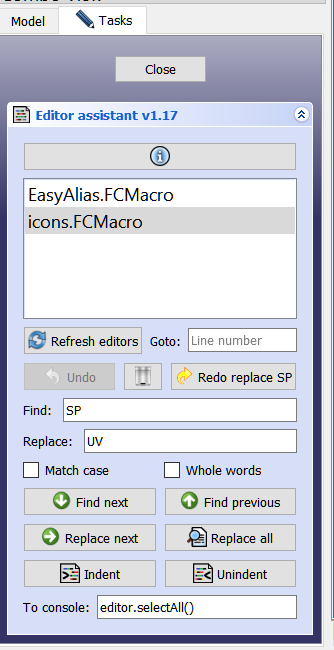 Model Tasks
Close
Editor assistant v1.17
EasyAlias.FCMacro
icons.FCMacro
Refresh editors Goto: Line number
Undo Redo replace SP
Find: SP
Replace: UV
Match case Whole words
Find next Find previous
Replace next Replace all
Indent Unindent
To console: editor.selectAll()